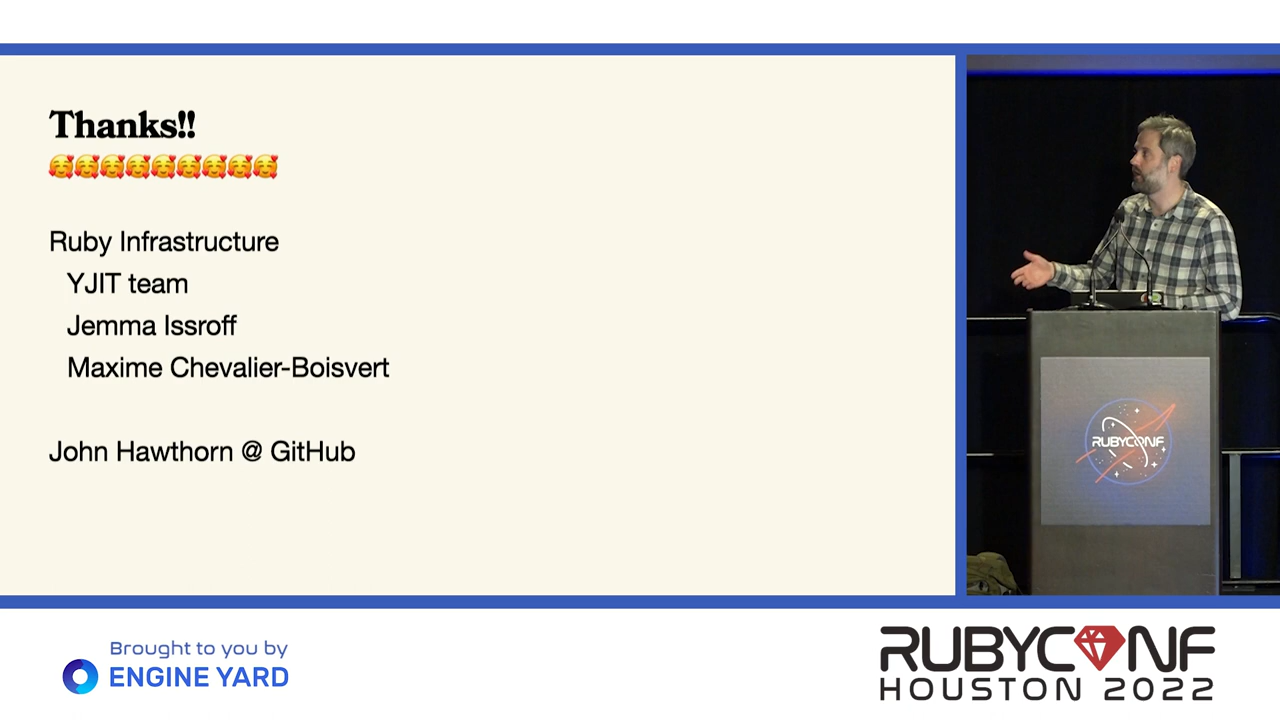 Thanks!!
🥰🥰🥰🥰🥰🥰🥰🥰🥰
Ruby Infrastructure
YJIT team
Jemma Issroff
Maxime Chevalier-Boisvert
John Hawthorn @ GitHub
RUBYCONF
Brought to you by
ENGINE YARD
RUBYCONF
HOUSTON 2022